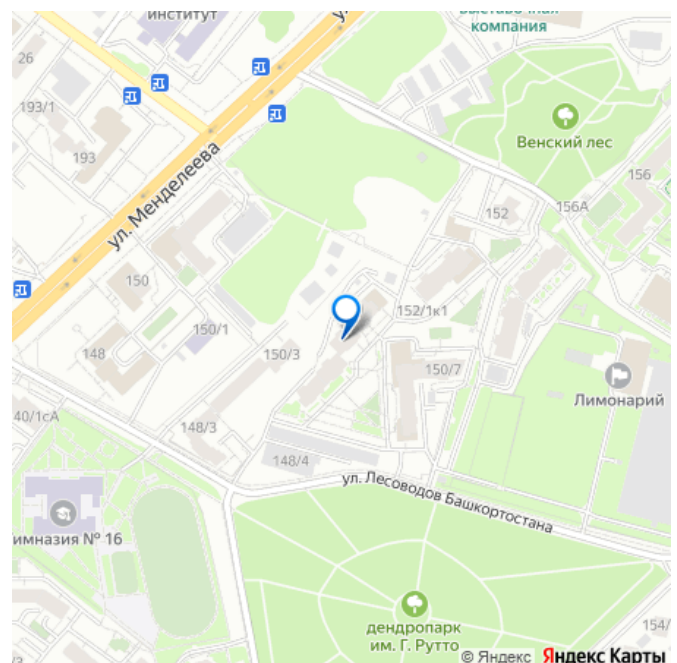 институт
компания
26
193/1
193
ул. Менделеева
Венский лес
156
156А
152
150
150/1
152/1к1
148
150/3
150/7
Лимонарий
40/1сА
148/3
148/4
ул. Лесоводов Башкортостана
имназия № 16
дендропарк
им. Г. Рутто
154/
© Яндекс Яндекс Карты